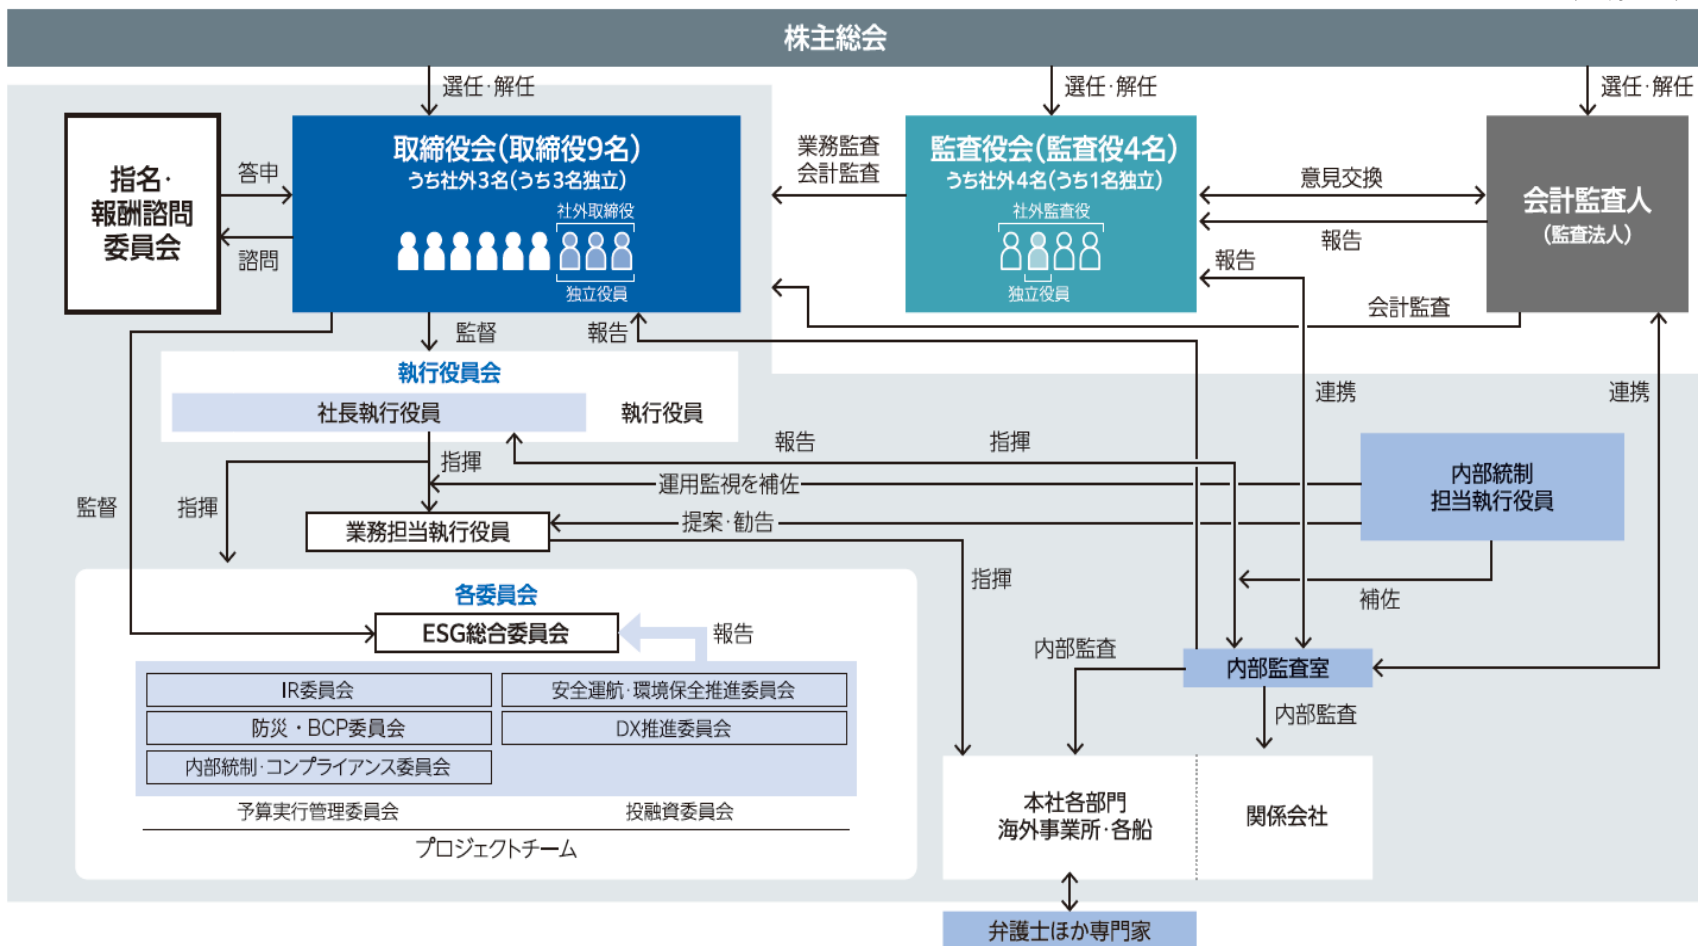 株主総会
選任・解任
選任・解任
選任・解任
指名・
報酬諮問
委員会
答申
諮問
取締役会(取締役9名)
うち社外3名(うち3名独立)
社外取締役
独立役員
業務監査
会計監査
監査役会(監査役4名)
うち社外4名(うち1名独立)
社外監査役
独立役員
意見交換
報告
報告
会計監査人
(監査法人)
会計監査
監督
報告
執行役員会
社長執行役員
執行役員
連携
連携
報告
指揮
指揮
運用監視を補佐
内部統制
担当執行役員
監督
指揮
業務担当執行役員
提案・勧告
指揮
補佐
各委員会
ESG総合委員会
報告
内部監査
内部監査室
IR委員会
安全運航・環境保全推進委員会
防災・BCP委員会
DX推進委員会
内部監査
内部統制・コンプライアンス委員会
予算実行管理委員会
投融資委員会
プロジェクトチーム
本社各部門
海外事業所・各船
関係会社
弁護士ほか専門家